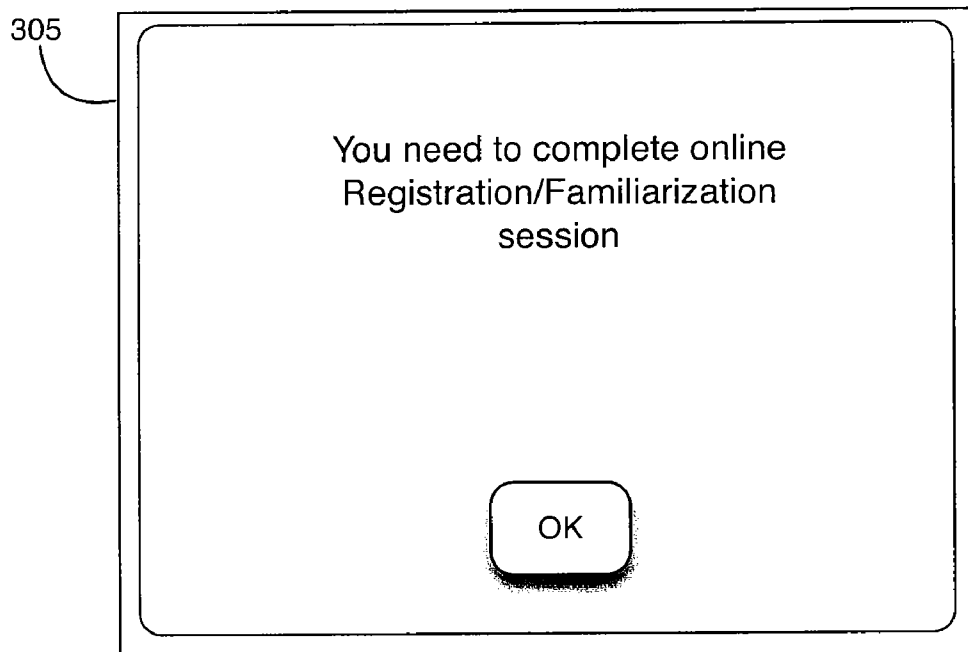 305
You need to complete online
Registration/Familiarization
session
OK